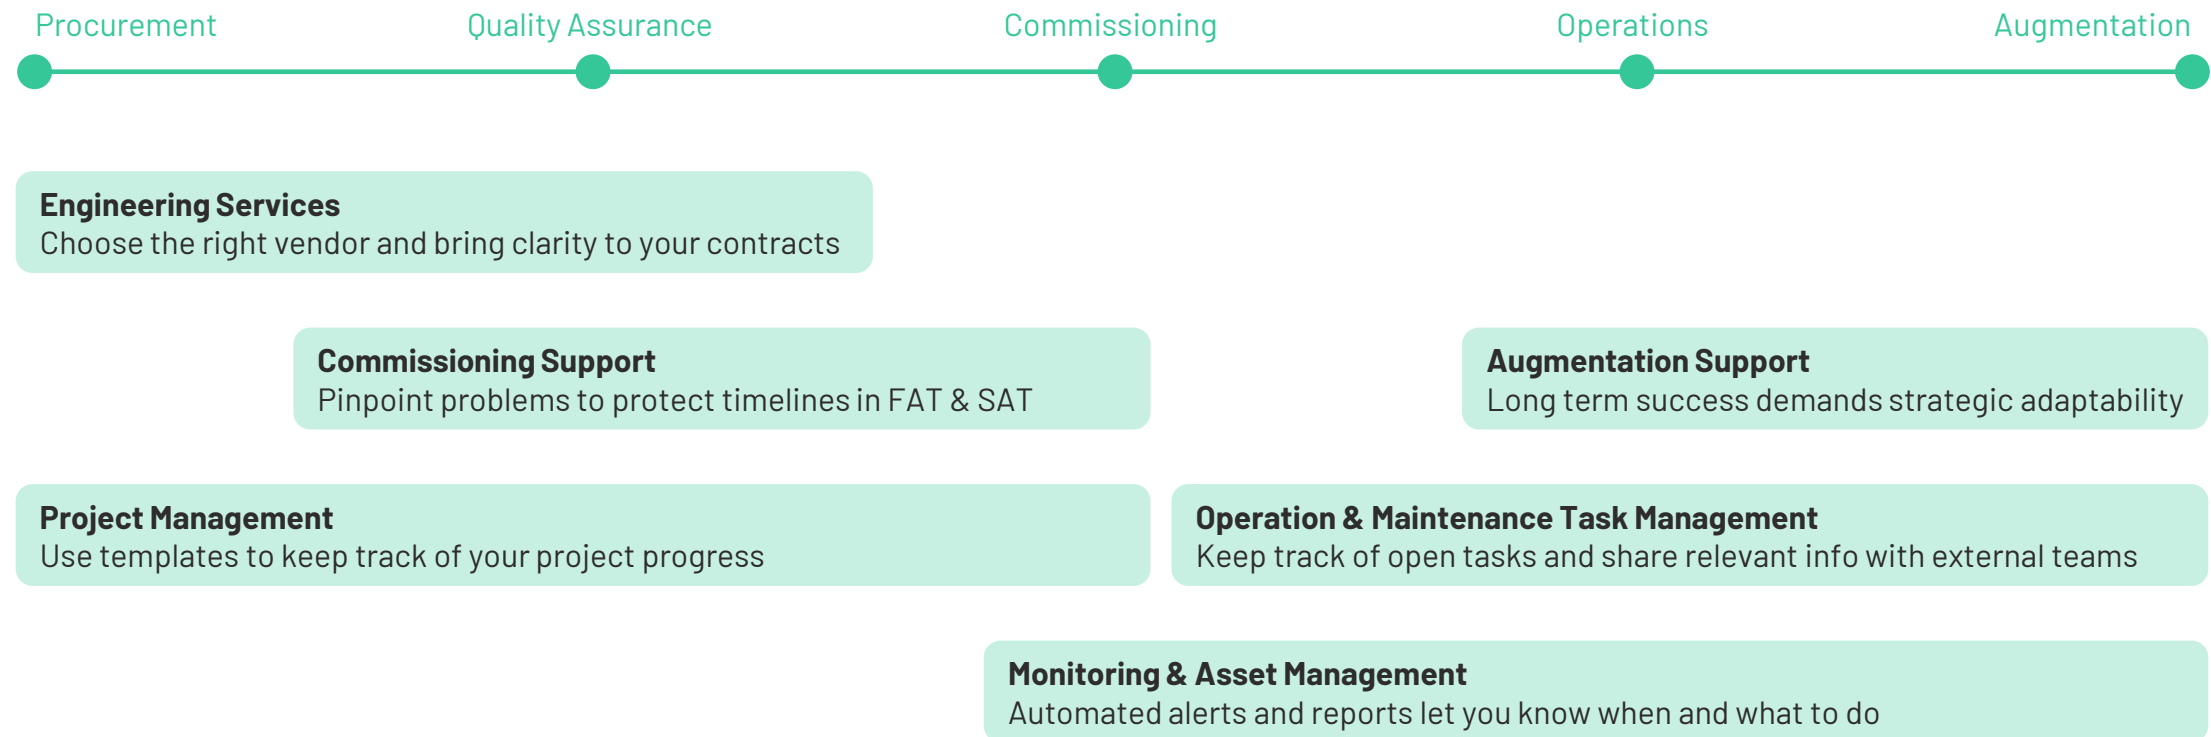 Procurement
Quality Assurance
Commissioning
Operations
Augmentation
Engineering Services
Choose the right vendor and bring clarity to your contracts
Commissioning Support
Pinpoint problems to protect timelines in FAT & SAT
Augmentation Support
Long term success demands strategic adaptability
Project Management
Use templates to keep track of your project progress
Operation & Maintenance Task Management
Keep track of open tasks and share relevant info with external teams
Monitoring & Asset Management
Automated alerts and reports let you know when and what to do